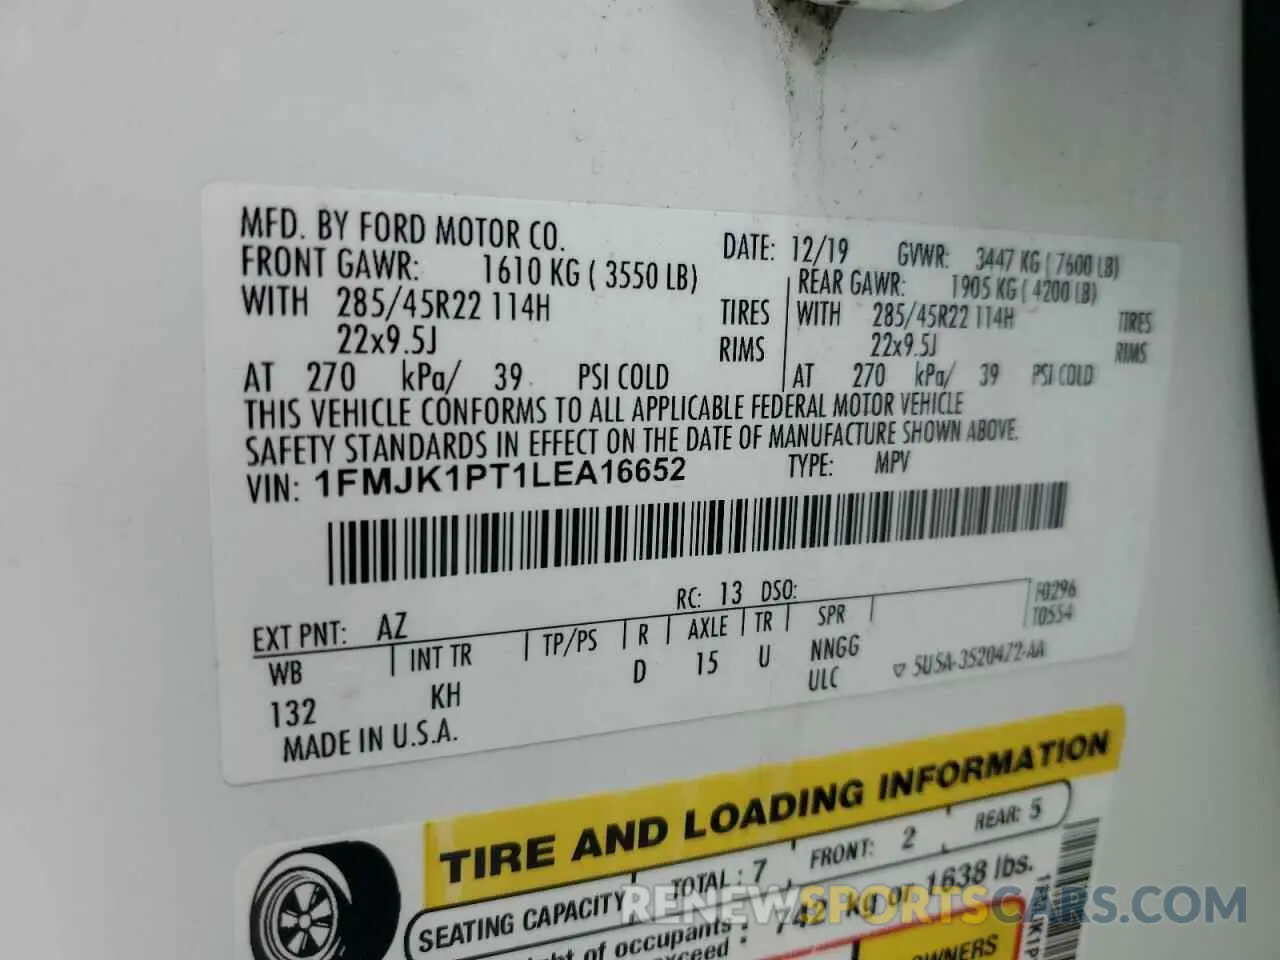 MFD. BY FORD MOTOR CO. DATE: 12/19 GVWR: 3447 KG ( 7600 LB)
FRONT GAWR: 1610 KG ( 3550 LB) REAR GAWR: 1905 KG ( 4200 LB)
WITH 285/45R22 114H TIRES WITH 285/45R22 114H TIRES
22x9.5J RIMS 22x9.5J RIMS
AT 270 kPa/ 39 PSI COLD AT 270 kPa/ 39 PSI COLD
THIS VEHICLE CONFORMS TO ALL APPLICABLE FEDERAL MOTOR VEHICLE
SAFETY STANDARDS IN EFFECT ON THE DATE OF MANUFACTURE SHOWN ABOVE.
VIN: 1FMJK1PT1LEA16652 TYPE: MPV
EXT PNT: AZ RC: 13 DSO: F0296
T0554
WB INT TR TP/PS R AXLE TR SPR
132 KH D 15 U NNGG
ULC
5U5A-3520472-AA
MADE IN U.S.A.
TIRE AND LOADING INFORMATION
SEATING CAPACITY TOTAL : 7 FRONT: 2 REAR: 5
of occupants : 742 kg or 1638 lbs.
OWNERS
RENEWSPORTSCARS.COM